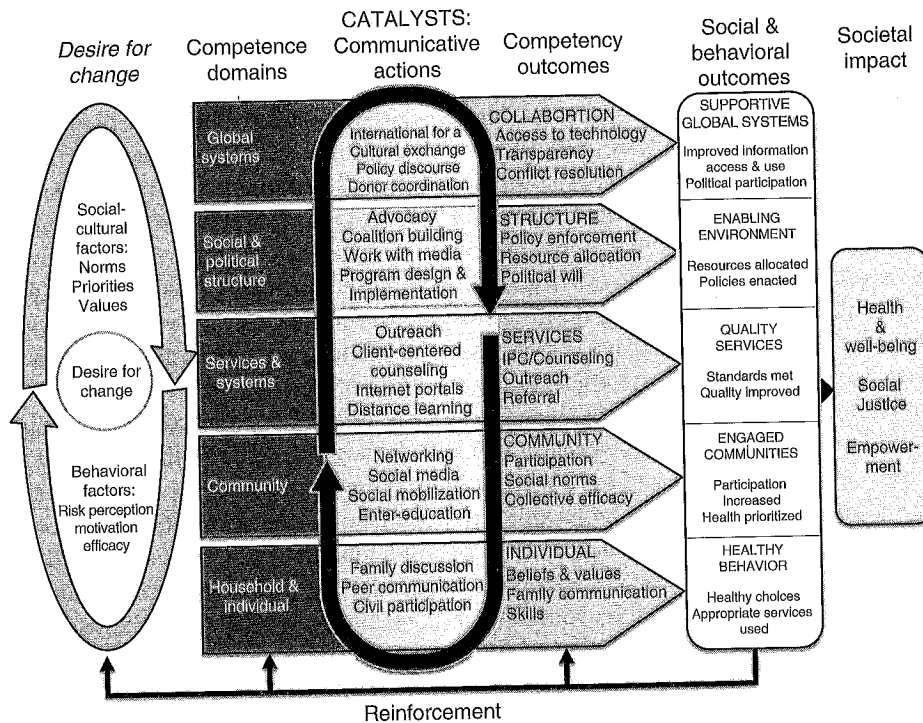 Desire for
change
Competence
domains
CATALYSTS:
Communicative
actions
Competency
outcomes
Social &
behavioral
outcomes
Societal
impact
Social-
cultural
factors:
Norms
Priorities
Values
Desire for
change
Behavioral
factors:
Risk perception
motivation
efficacy
Global
systems
International for a
Cultural exchange
Policy discourse
Donor coordination
COLLABORTION
Access to technology
Transparency
Conflict resolution
SUPPORTIVE
GLOBAL SYSTEMS
Improved information
access & use
Political participation
Social &
political
structure
Advocacy
Coalition building
Work with media
Program design &
Implementation
STRUCTURE
Policy enforcement
Resource allocation
Political will
ENABLING
ENVIRONMENT
Resources allocated
Policies enacted
Services &
systems
Outreach
Client-centered
counseling
Internet portals
Distance learning
SERVICES
IPC/Counseling
Outreach
Referral
QUALITY
SERVICES
Standards met
Quality improved
Community
Networking
Social media
Social mobilization
Enter-education
COMMUNITY
Participation
Social norms
Collective efficacy
ENGAGED
COMMUNITIES
Participation
Increased
Health prioritized
Household &
individual
Family discussion
Peer communication
Civil participation
INDIVIDUAL
Beliefs & values
Family communication
Skills
HEALTHY
BEHAVIOR
Healthy choices
Appropriate services
used
Health
&
well-being
Social
Justice
Empower-
ment
Reinforcement